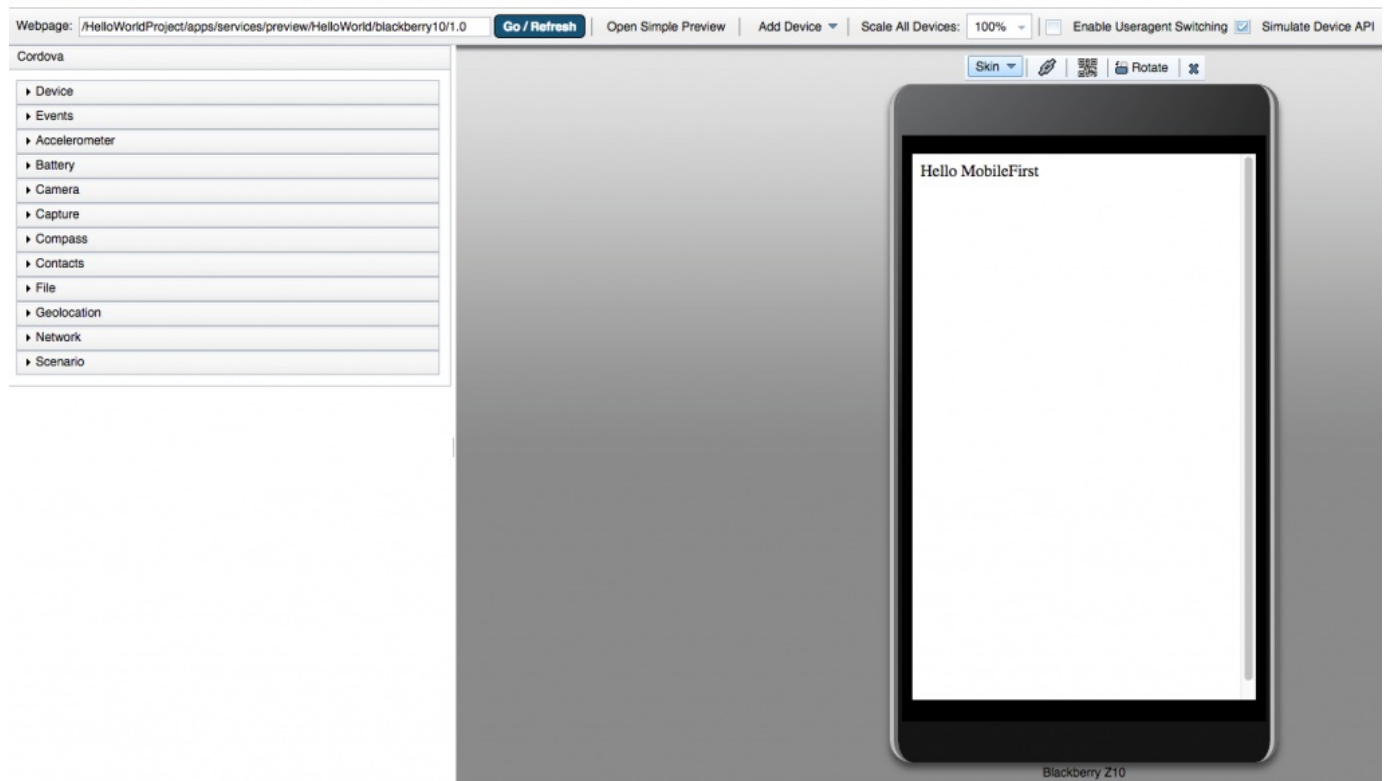 Webpage: /HelloWorldProject/apps/services/preview/HelloWorld/blackberry10/1.0 Go / Refresh Open Simple Preview Add Device Scale All Devices: 100% Enable Useragent Switching Simulate Device API
Cordova
Device
Events
Accelerometer
Battery
Camera
Capture
Compass
Contacts
File
Geolocation
Network
Scenario
Skin Rotate
Hello MobileFirst
Blackberry Z10